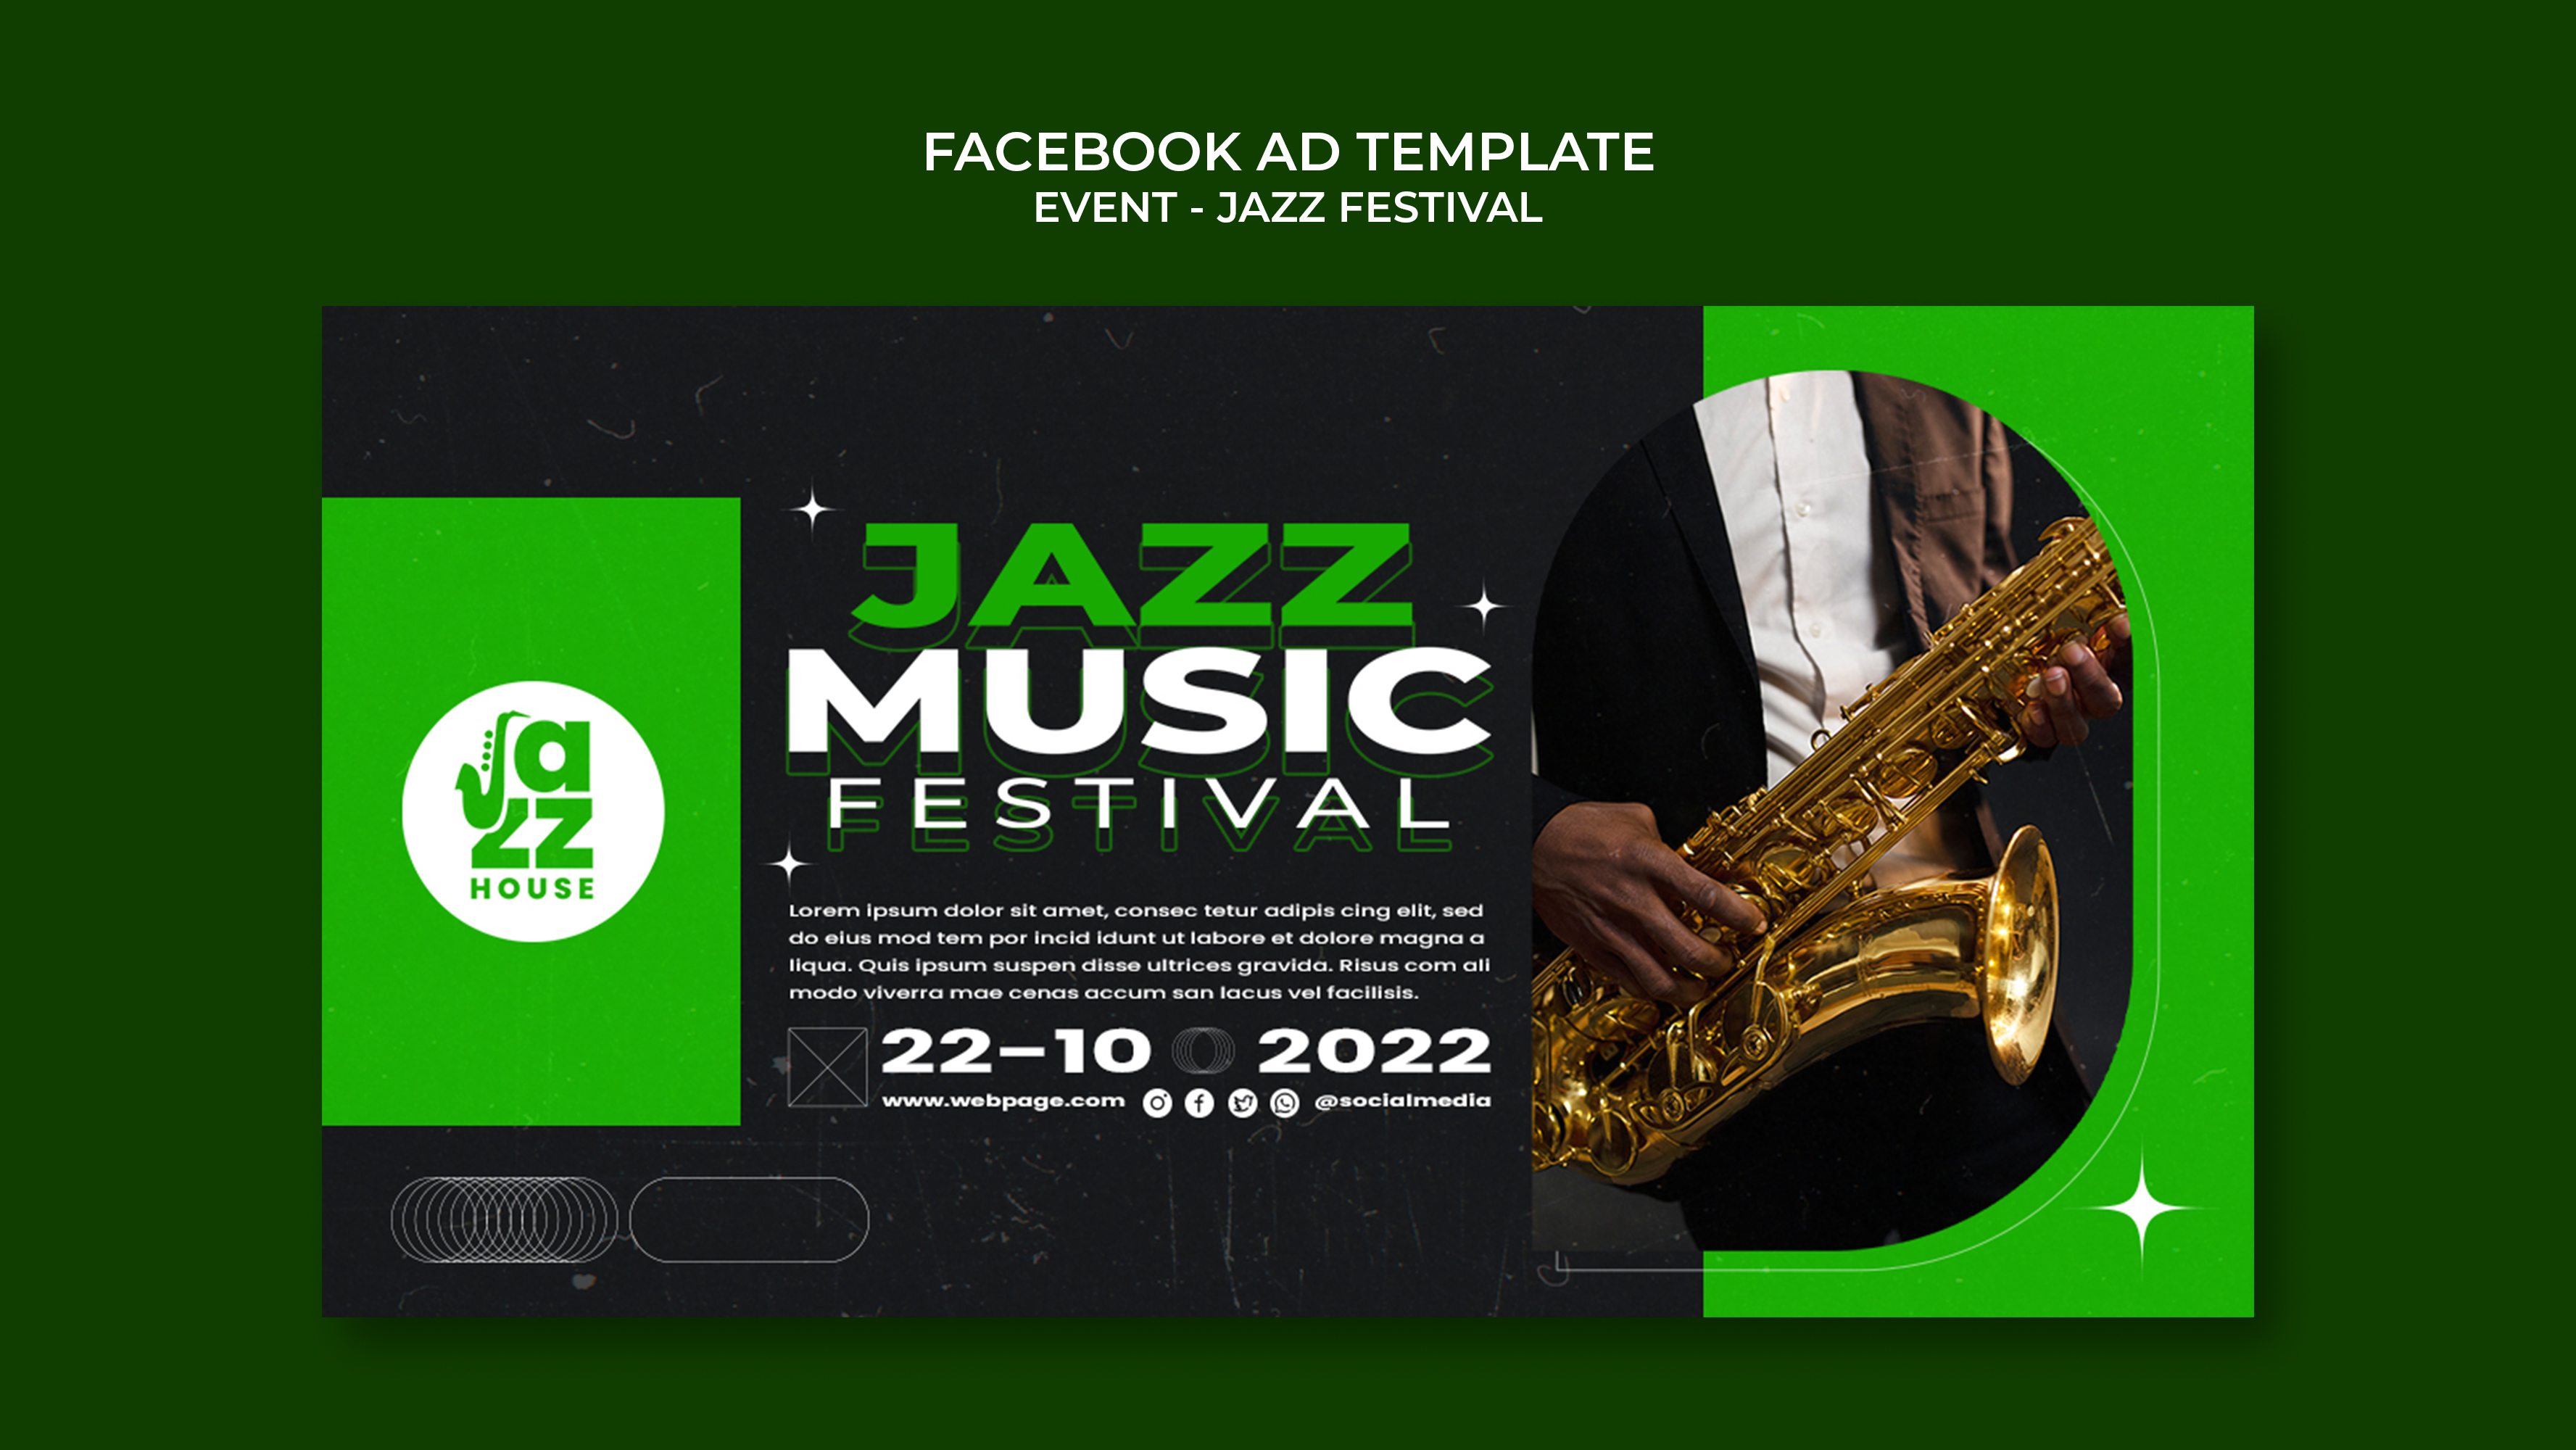 FACEBOOK AD TEMPLATE
EVENT - JAZZ FESTIVAL
Jazz
HOUSE
JAZZ
MUSIC
FESTIVAL
Lorem ipsum dolor sit amet, consec tetur adipis cing elit, sed
do eius mod tem por incid idunt ut labore et dolore magna a
liqua. Quis ipsum suspen disse ultrices gravida. Risus com ali
modo viverra mae cenas accum san lacus vel facilisis.
22-10 2022
www.webpage.com @socialmedia